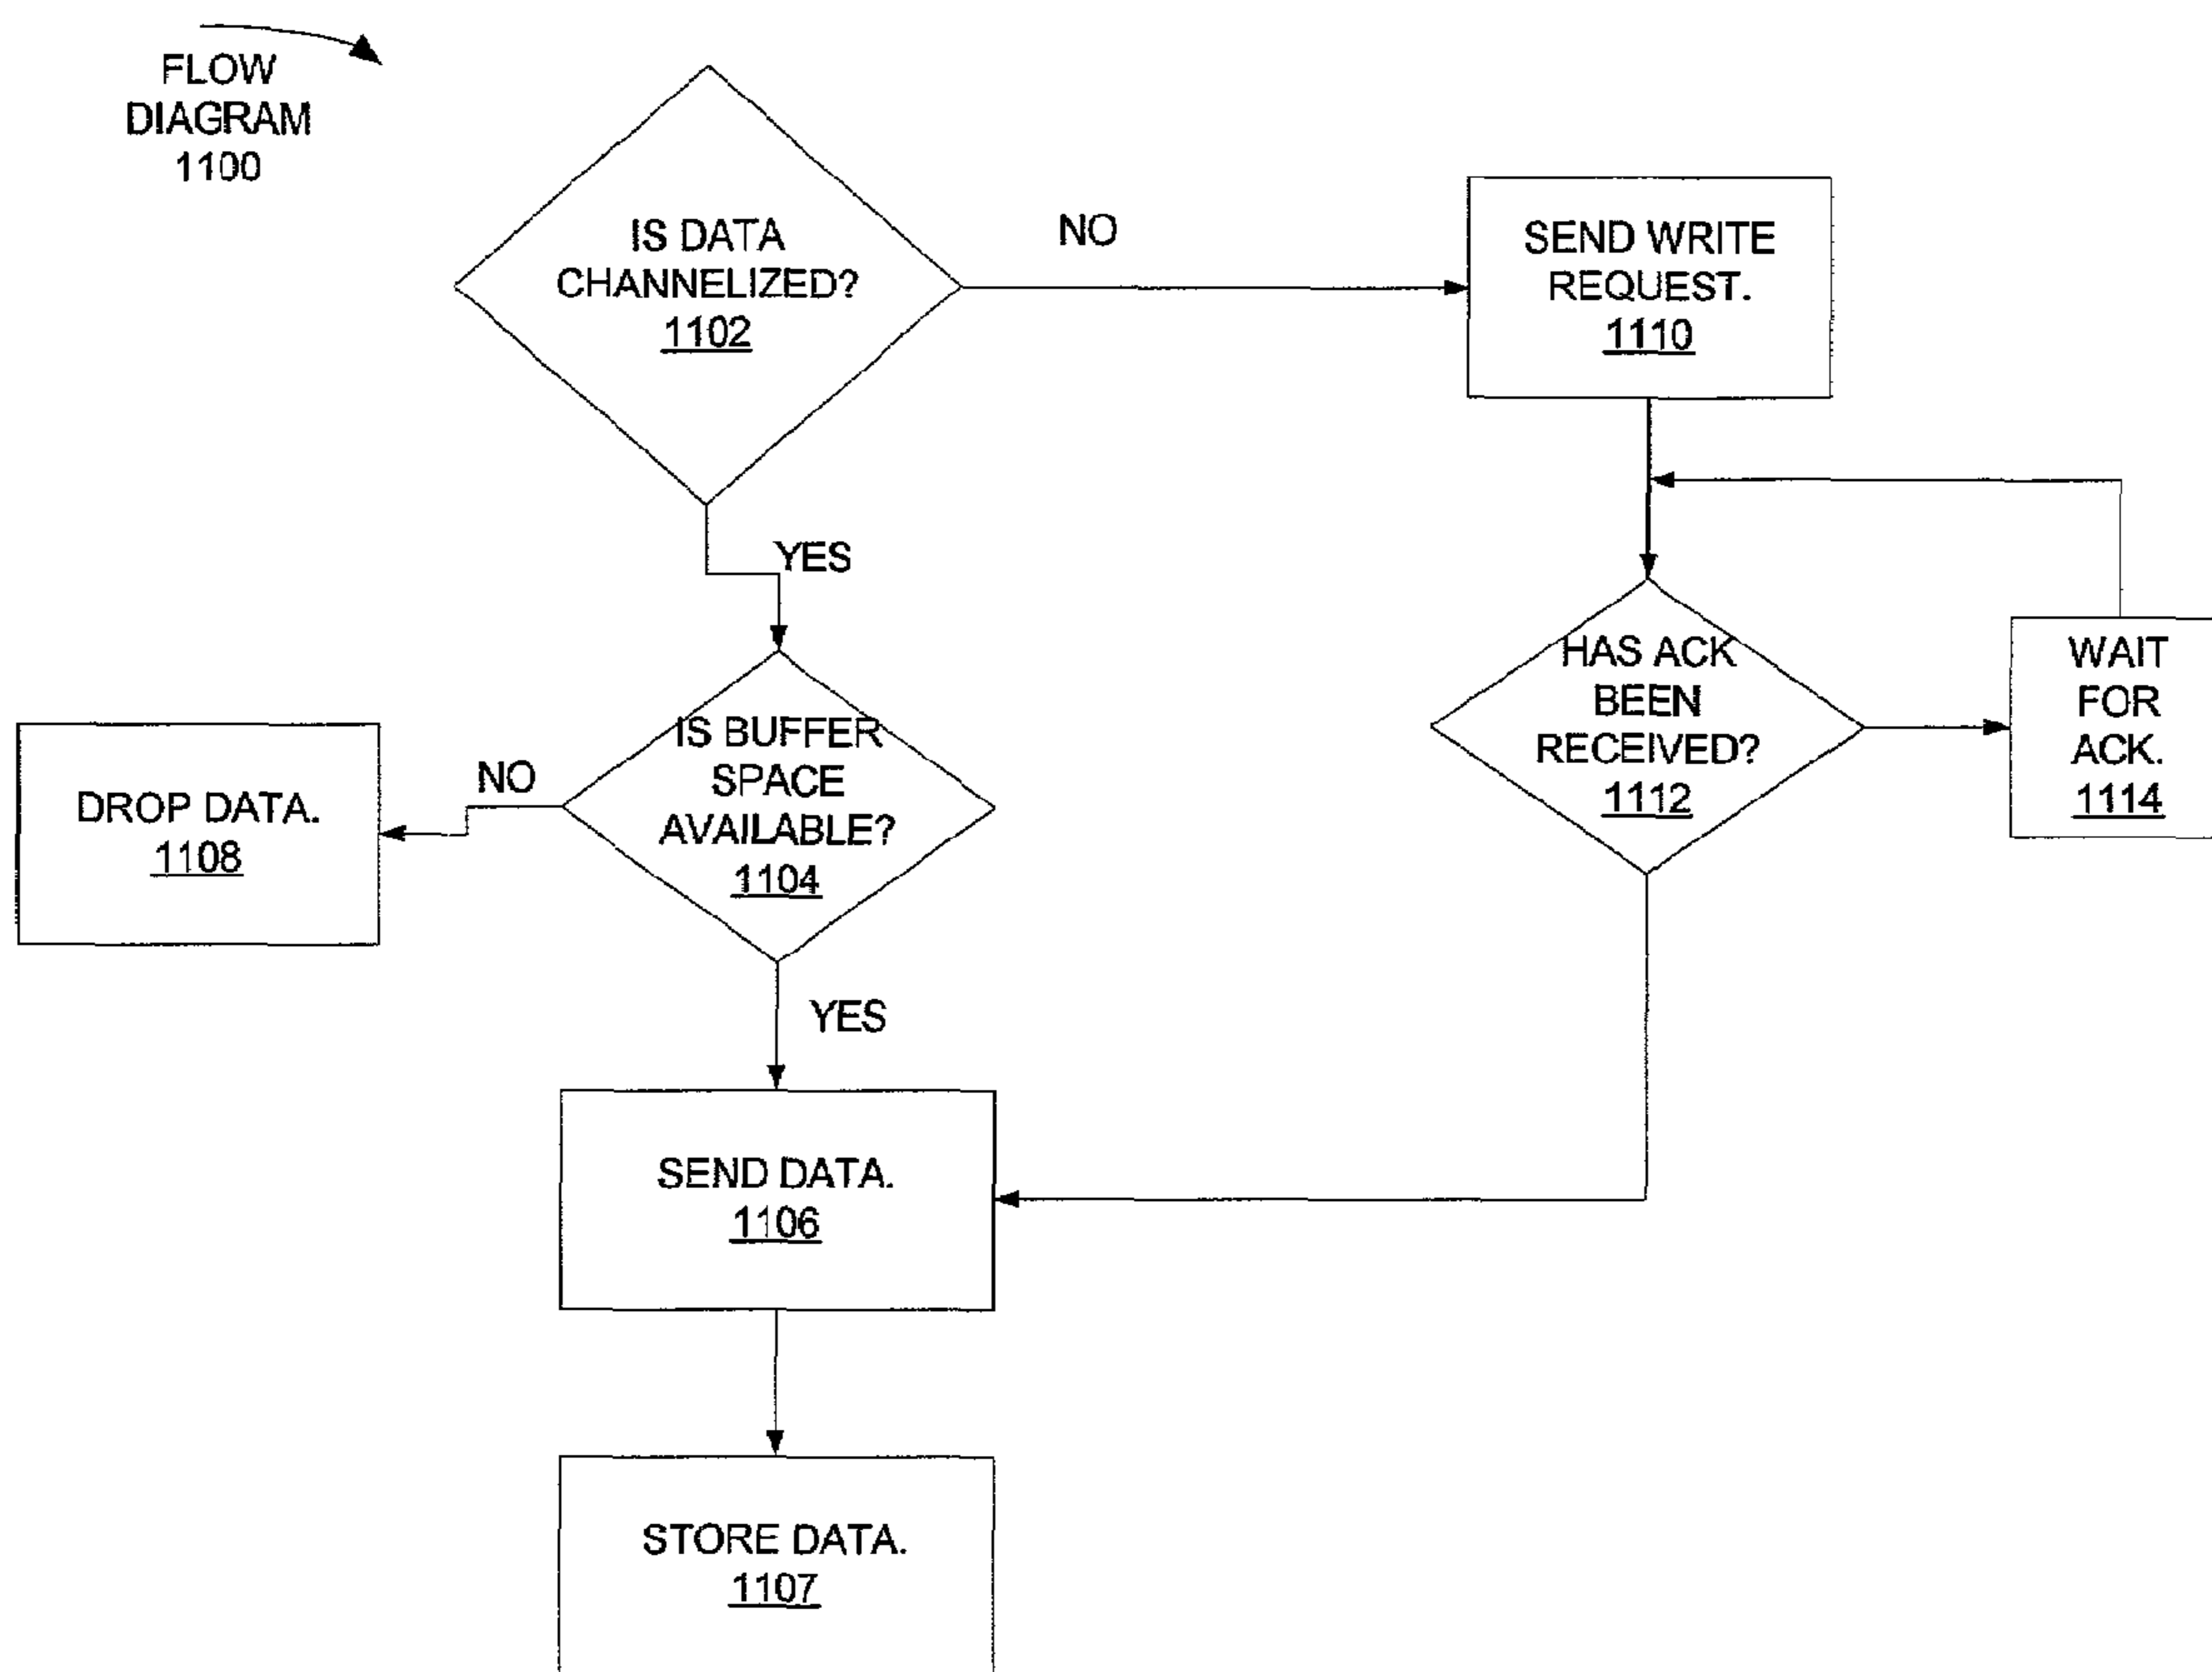 FLOW
DIAGRAM
1100
IS DATA
CHANNELIZED?
1102
NO
SEND WRITE
REQUEST.
1110
YES
HAS ACK
BEEN
RECEIVED?
1112
WAIT
FOR
ACK.
1114
IS BUFFER
SPACE
AVAILABLE?
1104
NO
DROP DATA.
1108
YES
SEND DATA.
1106
STORE DATA.
1107